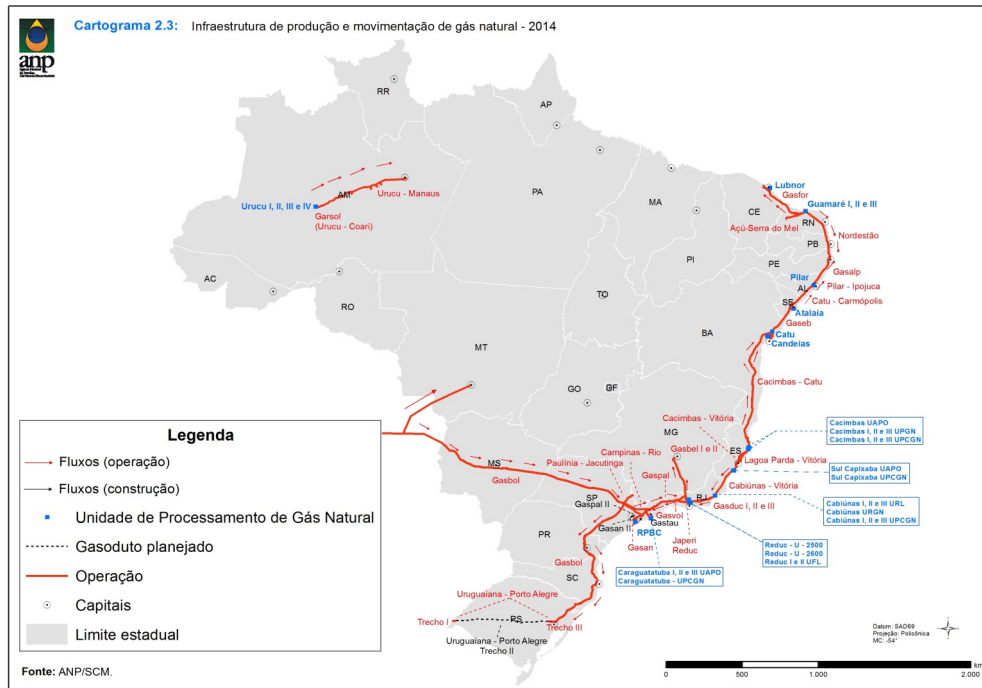 Cartograma 2.3: Infraestrutura de produção e movimentação de gás natural - 2014
anp
RR
AP
AM
Urucu - Manaus
Urucu I, II, III e IV
Garsol
(Urucu - Coari)
PA
MA
CE
Lubnor
Gasfor
Guamaré I, II e III
Açú-Serra do Mel
RN
Nordestão
PB
PI
PE
Gasalp
AC
Pilar
AL
Pilar - Ipojuca
RO
TO
SE
Catu - Carmópolis
Atalaia
BA
Gaseb
Catu
Candeias
MT
GO
DF
Cacimbas - Catu
Legenda
Fluxos (operação)
Fluxos (construção)
Unidade de Processamento de Gás Natural
Gasoduto planejado
Operação
Capitais
Limite estadual
MS
Gasbol
Cacimbas - Vitória
MG
Gasbel I e II
Campinas - Rio
Paulínia - Jacutinga
Gaspal
ES
Lagoa Parda - Vitória
Cabiúnas - Vitória
Cacimbas UAPO
Cacimbas I, II e III UPGN
Cacimbas I, II e III UPCGN
Sul Capixaba UAPO
Sul Capixaba UPCGN
Cabiúnas I, II e III URL
Cabiúnas URGN
Cabiúnas I, II e III UPCGN
SP
Gaspal II
RJ
Gasduc I, II e III
Gasvol
Gastau
Gasan II
RPBC
Gasan
Japeri
Reduc
Reduc - U - 2500
Reduc - U - 2600
Reduc I e II UFL
Caraguatatuba I, II e III UAPO
Caraguatatuba - UPCGN
PR
Gasbol
SC
Uruguaiana - Porto Alegre
Trecho I
RS
Trecho III
Uruguaiana - Porto Alegre
Trecho II
Datum: SAD69
Projeção: Policônica
MC: -54°
km
0 500 1.000 2.000
Fonte: ANP/SCM.